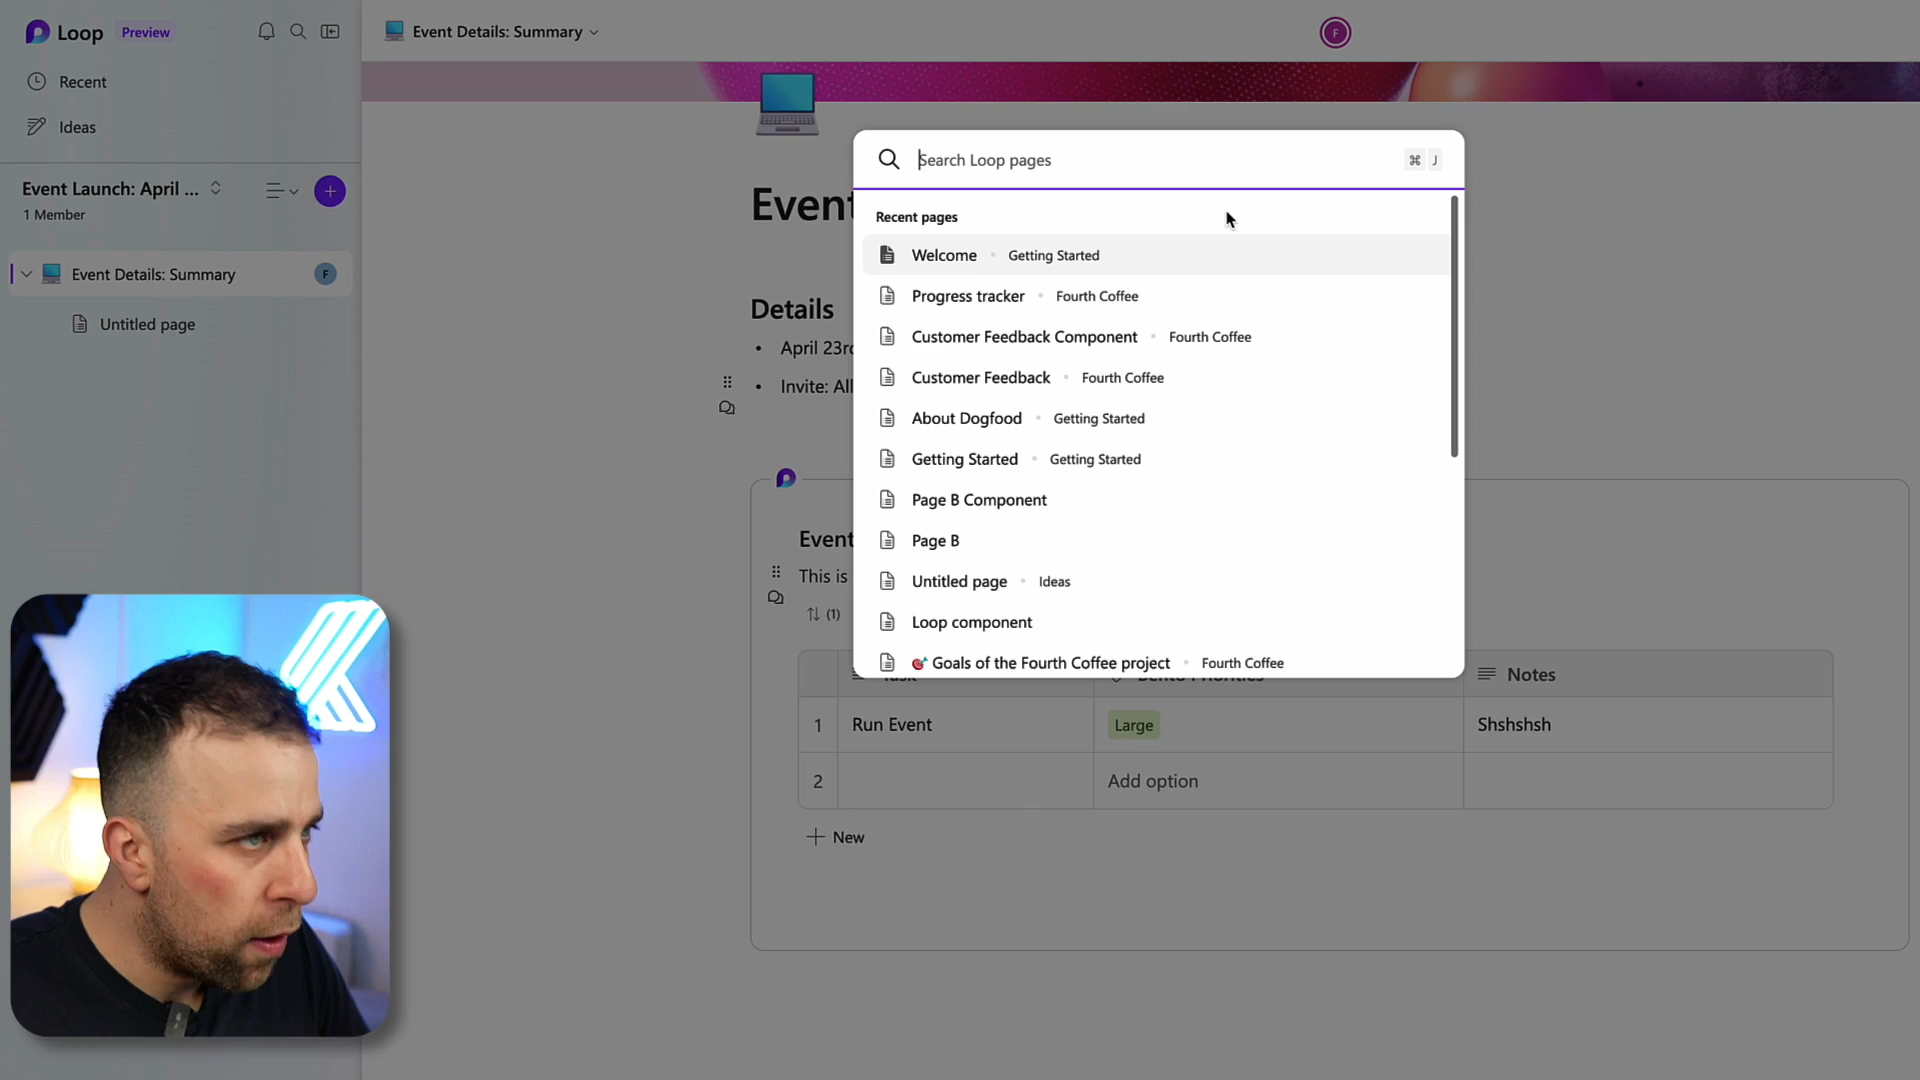 Loop Preview
Event Details: Summary
F
Recent
Ideas
Event Launch: April ...
1 Member
Event Details: Summary
F
Untitled page
Event
Details
April 23r
Invite: All
Search Loop pages
⌘ J
Recent pages
Welcome • Getting Started
Progress tracker • Fourth Coffee
Customer Feedback Component • Fourth Coffee
Customer Feedback • Fourth Coffee
About Dogfood • Getting Started
Getting Started • Getting Started
Page B Component
Page B
Untitled page • Ideas
Loop component
🎯 Goals of the Fourth Coffee project • Fourth Coffee
Event
This is
(1)
Task Bento Priorities Notes
1 Run Event Large Shshshsh
2 Add option
New